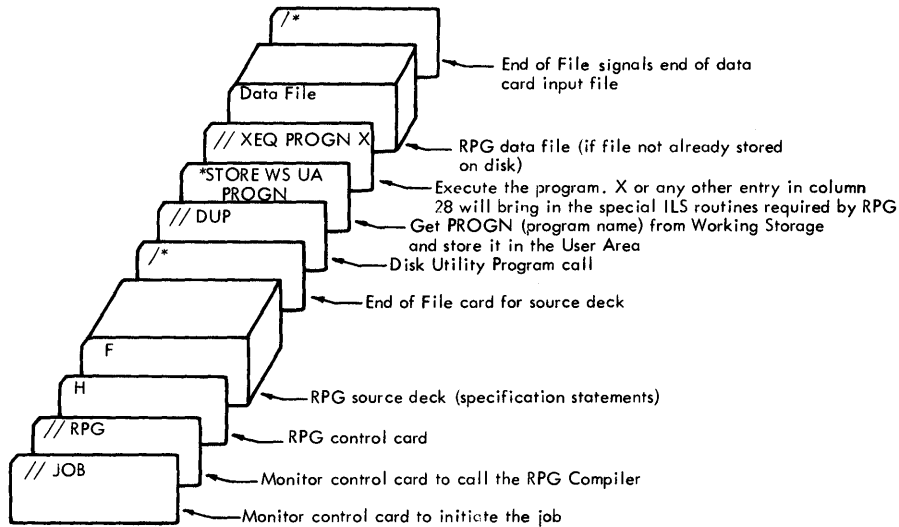 /*
End of File signals end of data
card input file
Data File
// XEQ PROGN X
RPG data file (if file not already stored
on disk)
*STORE WS UA
PROGN
Execute the program. X or any other entry in column
28 will bring in the special ILS routines required by RPG
// DUP
Get PROGN (program name) from Working Storage
and store it in the User Area
/*
Disk Utility Program call
End of File card for source deck
F
H
RPG source deck (specification statements)
// RPG
RPG control card
// JOB
Monitor control card to call the RPG Compiler
Monitor control card to initiate the job